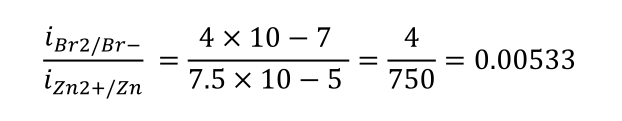 i_{Br2/Br−} / i_{Zn2+/Zn} = 4 × 10 − 7 / 7.5 × 10 − 5 = 4 / 750 = 0.00533